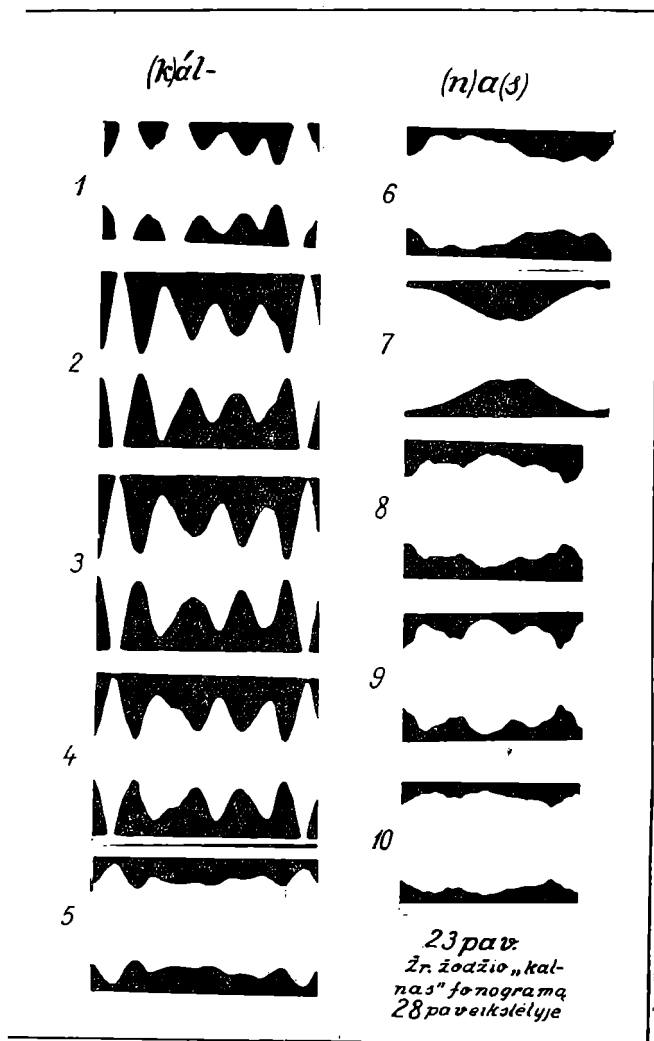 (k)ál-
1
2
3
4
5
(n)a(s)
6
7
8
9
10
23 pav.
žr. žodžio „kal-
nas" fonogramą
28 paveikslėlyje